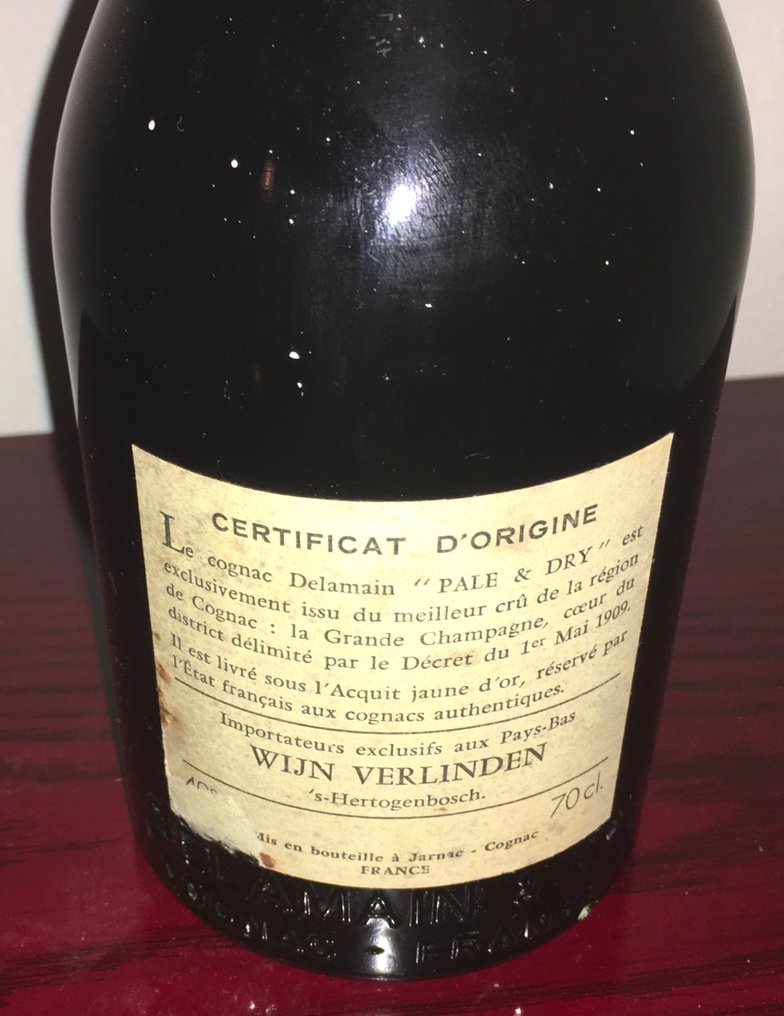 CERTIFICAT D'ORIGINE
Le cognac Delamain “ PALE & DRY ” est
exclusivement issu du meilleur crû de la région
de Cognac : la Grande Champagne, cœur du
district délimité par le Décret du 1er Mai 1909.
Il est livré sous l'Acquit jaune d'or, réservé par
l'État français aux cognacs authentiques.
Importateurs exclusifs aux Pays-Bas
WIJN VERLINDEN
's-Hertogenbosch.
70 cl.
Mis en bouteille à Jarnac - Cognac
FRANCE
DELAMAIN &
COGNAC - FRANCE